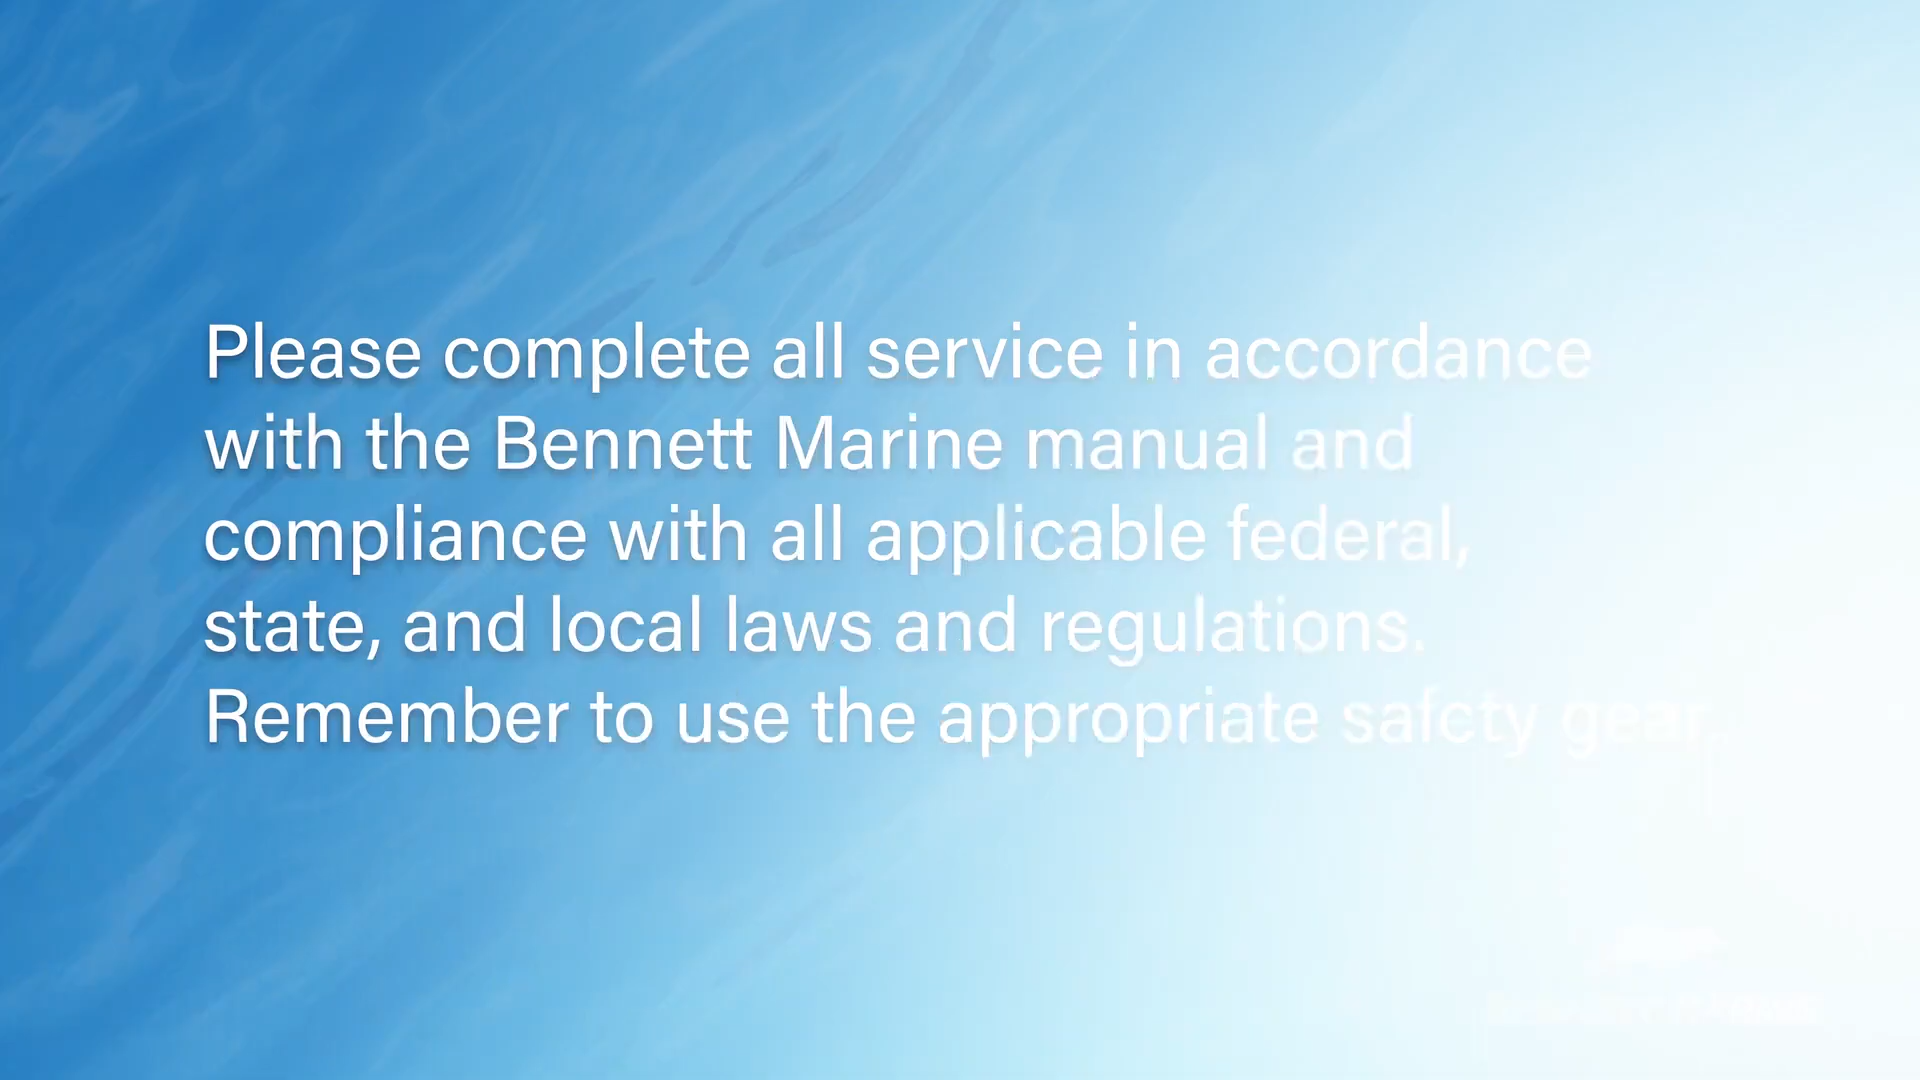 Please complete all service in accordance
with the Bennett Marine manual and
compliance with all applicable federal,
state, and local laws and regulations.
Remember to use the appropriate safety gear.